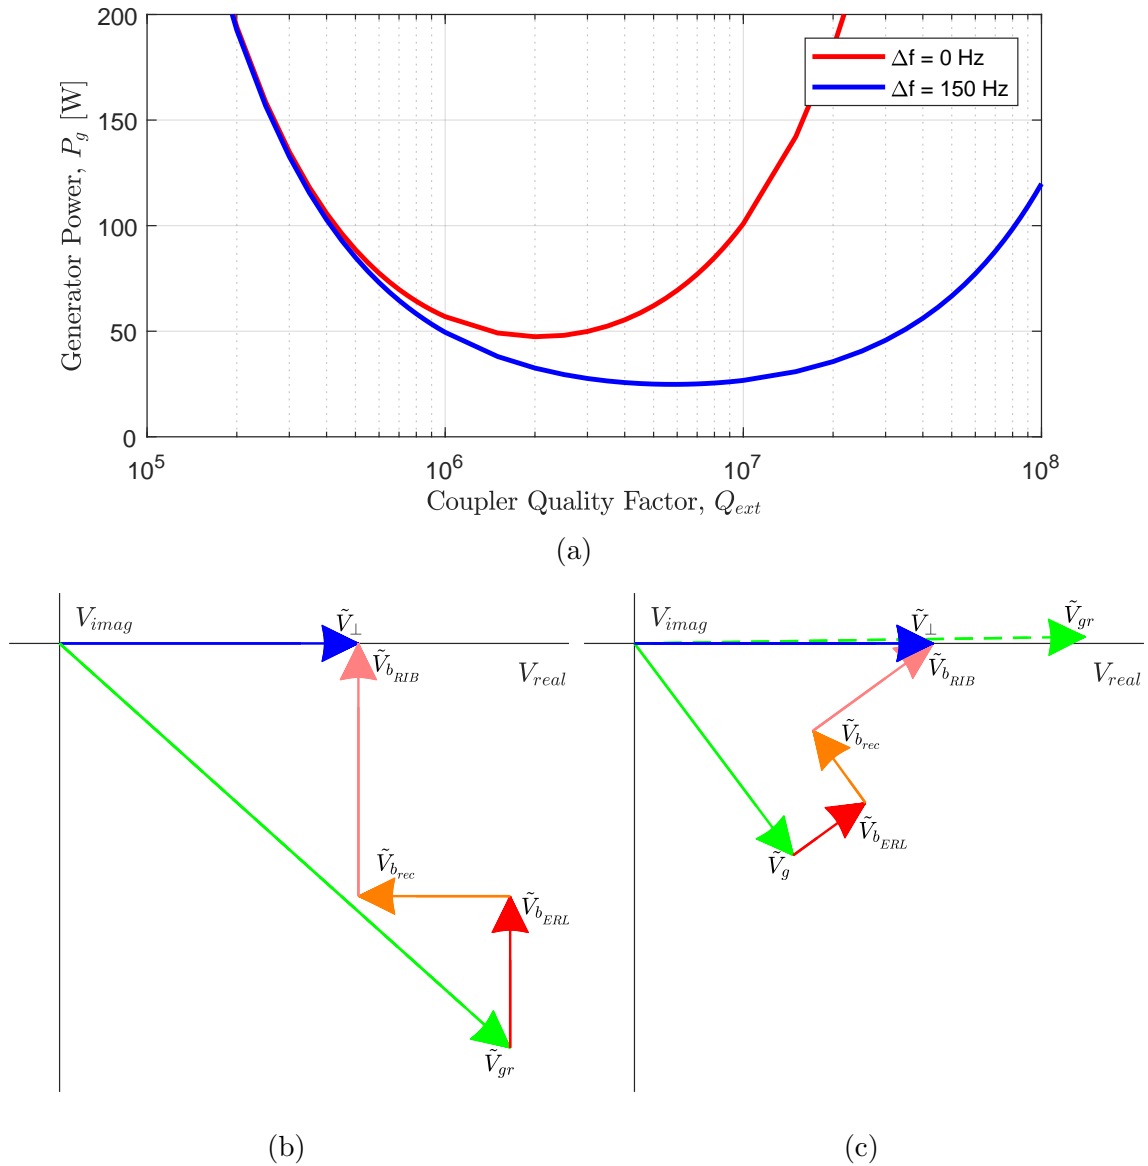 200
150
100
50
0
Generator Power, P_g [W]
Δf = 0 Hz
Δf = 150 Hz
10^5 10^6 10^7 10^8
Coupler Quality Factor, Q_ext
(a)
V_imag
Ṽ_⊥
Ṽ_b_RIB
V_real
Ṽ_b_rec
Ṽ_b_ERL
Ṽ_gr
(b)
V_imag
Ṽ_⊥
Ṽ_gr
Ṽ_b_RIB
V_real
Ṽ_b_rec
Ṽ_b_ERL
Ṽ_g
(c)